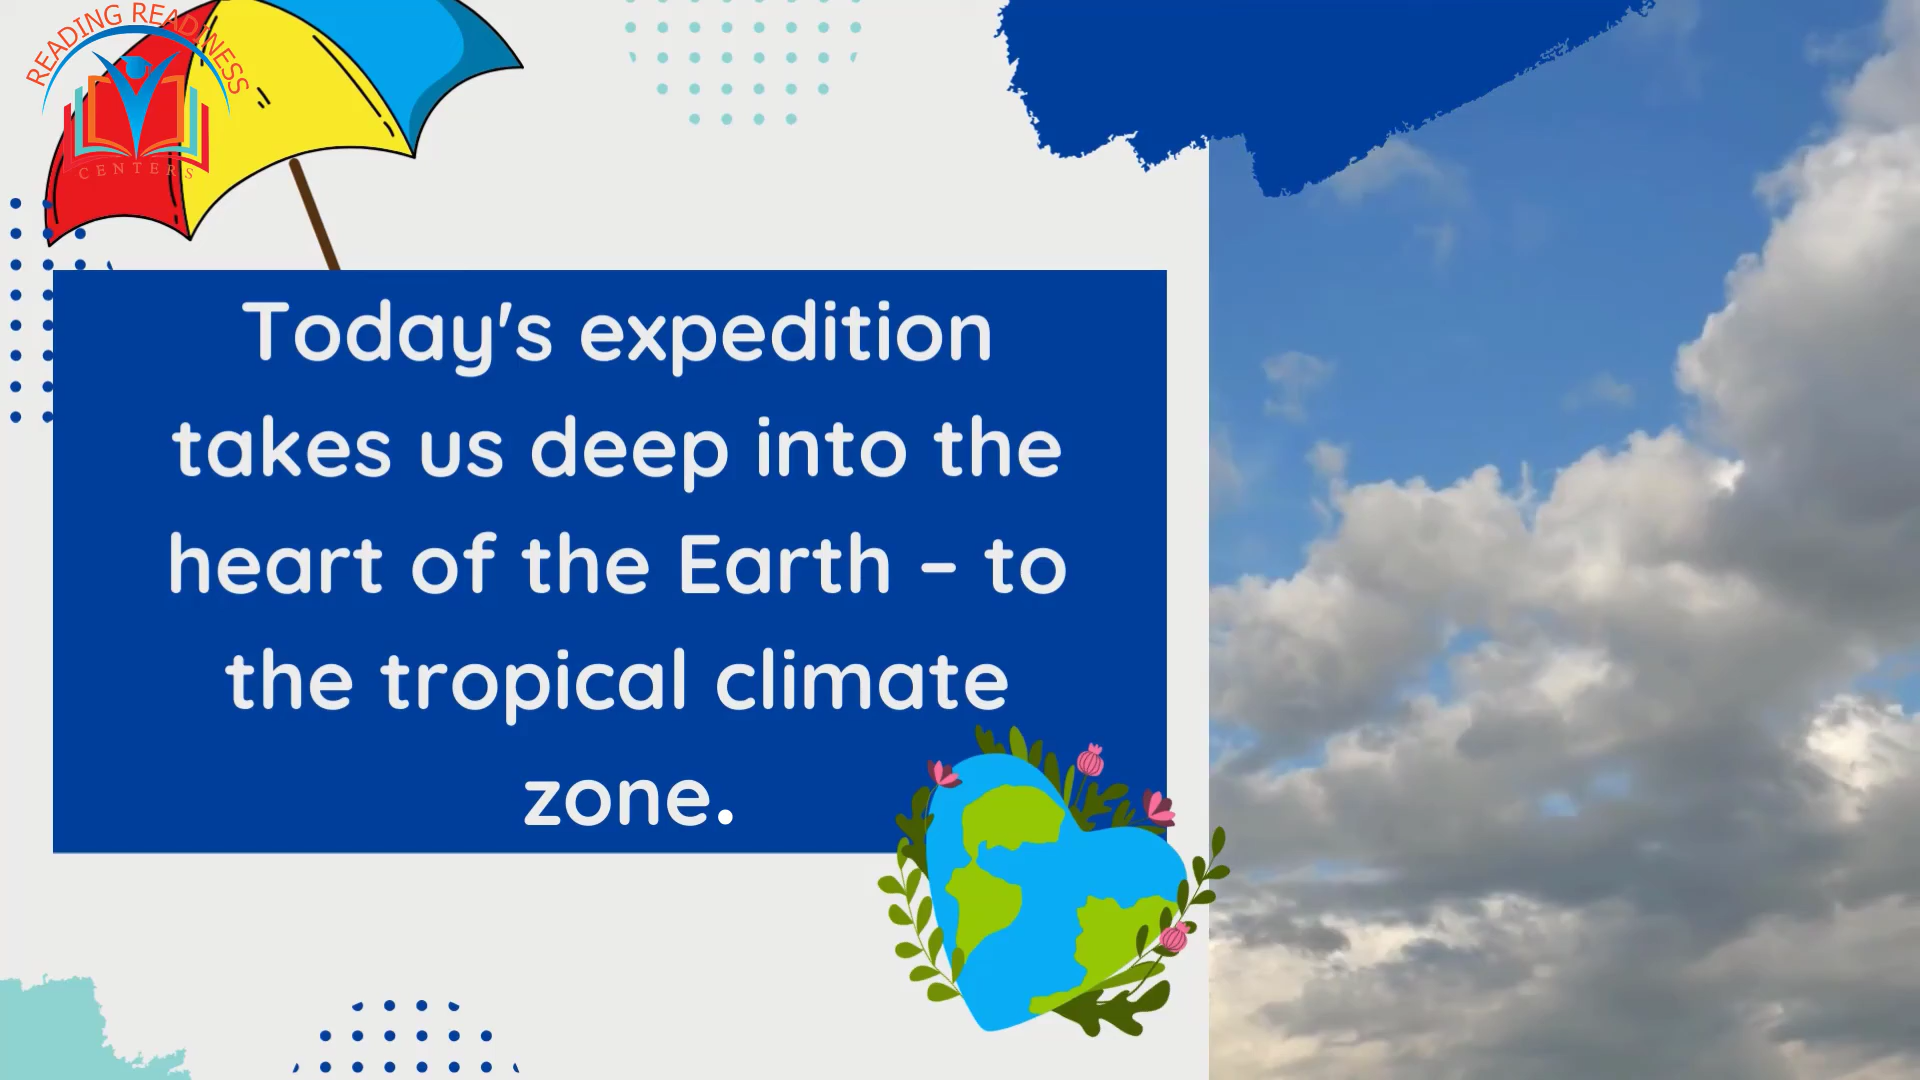 READING READINESS
CENTERS
Today's expedition
takes us deep into the
heart of the Earth – to
the tropical climate
zone.